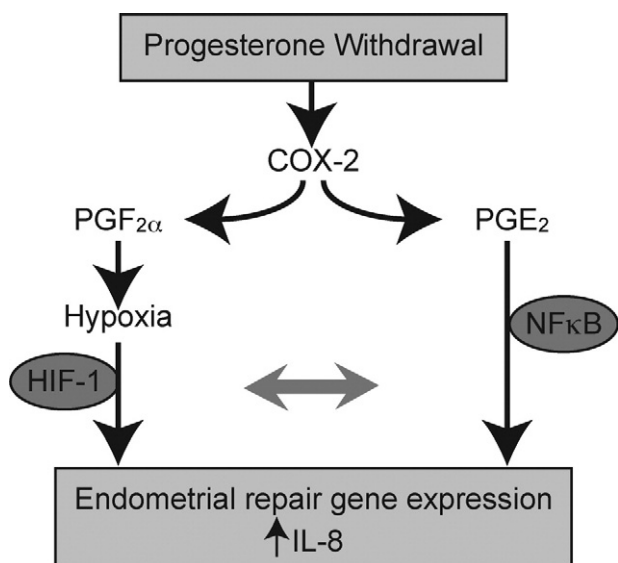 Progesterone Withdrawal
COX-2
PGF₂α
PGE₂
Hypoxia
NFκB
HIF-1
Endometrial repair gene expression
↑IL-8